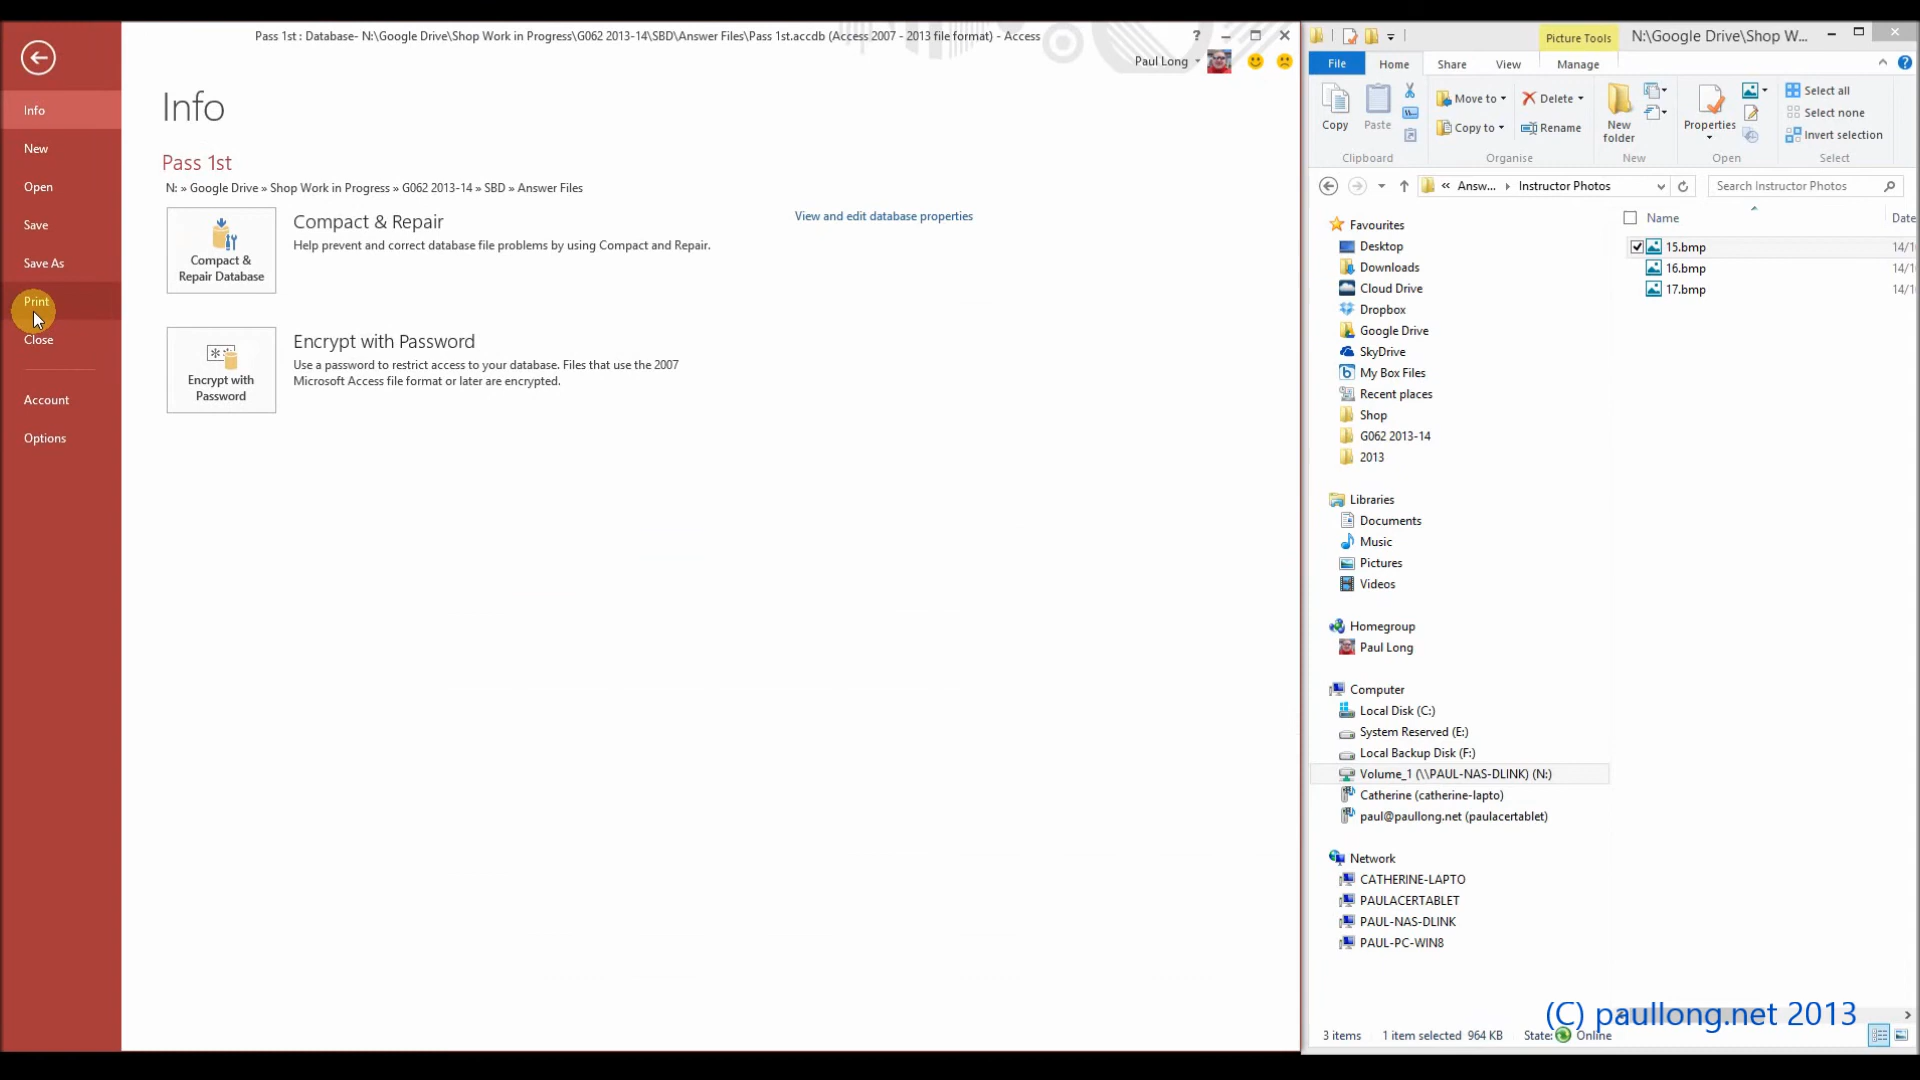 Pass 1st : Database- N:\Google Drive\Shop Work in Progress\G062 2013-14\SBD\Answer Files\Pass 1st.accdb (Access 2007 - 2013 file format) - Access
?
Paul Long
Info
New
Open
Save
Save As
Print
Close
Account
Options
Info
Pass 1st
N: » Google Drive » Shop Work in Progress » G062 2013-14 » SBD » Answer Files
Compact &
Repair Database
Compact & Repair
Help prevent and correct database file problems by using Compact and Repair.
View and edit database properties
Encrypt with
Password
Encrypt with Password
Use a password to restrict access to your database. Files that use the 2007
Microsoft Access file format or later are encrypted.
Picture Tools
N:\Google Drive\Shop W...
File
Home
Share
View
Manage
Copy
Paste
Move to
Copy to
Delete
Rename
New
folder
Properties
Select all
Select none
Invert selection
Clipboard
Organise
New
Open
Select
« Answ...
Instructor Photos
Search Instructor Photos
Favourites
Desktop
Downloads
Cloud Drive
Dropbox
Google Drive
SkyDrive
My Box Files
Recent places
Shop
G062 2013-14
2013
Libraries
Documents
Music
Pictures
Videos
Homegroup
Paul Long
Computer
Local Disk (C:)
System Reserved (E:)
Local Backup Disk (F:)
Volume_1 (\\PAUL-NAS-DLINK) (N:)
Catherine (catherine-lapto)
paul@paullong.net (paulacertablet)
Network
CATHERINE-LAPTO
PAULACERTABLET
PAUL-NAS-DLINK
PAUL-PC-WIN8
Name
Date
15.bmp
14/1
16.bmp
14/1
17.bmp
14/1
(C) paullong.net 2013
3 items
1 item selected 964 KB
State:
Online